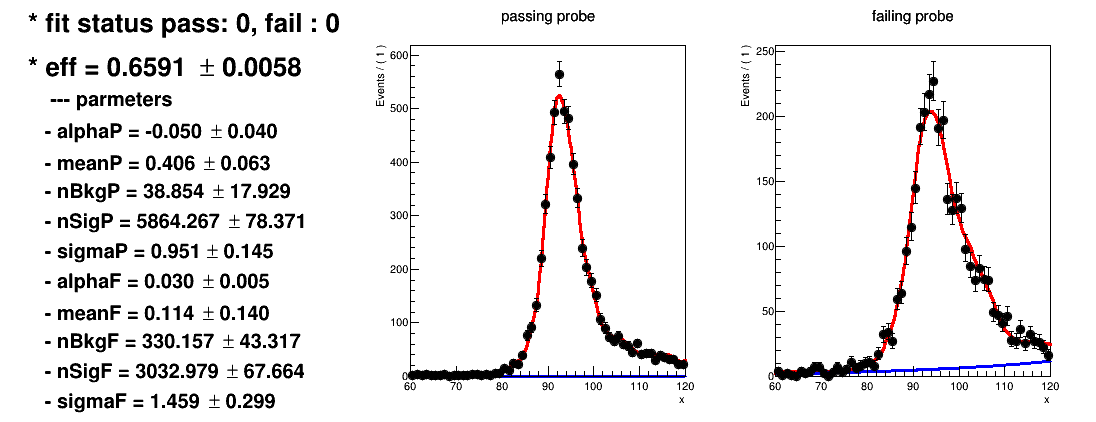 * fit status pass: 0, fail : 0
* eff = 0.6591 ± 0.0058
--- parmeters
- alphaP = -0.050 ± 0.040
- meanP = 0.406 ± 0.063
- nBkgP = 38.854 ± 17.929
- nSigP = 5864.267 ± 78.371
- sigmaP = 0.951 ± 0.145
- alphaF = 0.030 ± 0.005
- meanF = 0.114 ± 0.140
- nBkgF = 330.157 ± 43.317
- nSigF = 3032.979 ± 67.664
- sigmaF = 1.459 ± 0.299
passing probe
Events / ( 1 )
600
500
400
300
200
100
0
60 70 80 90 100 110 120
x
failing probe
Events / ( 1 )
250
200
150
100
50
0
60 70 80 90 100 110 120
x